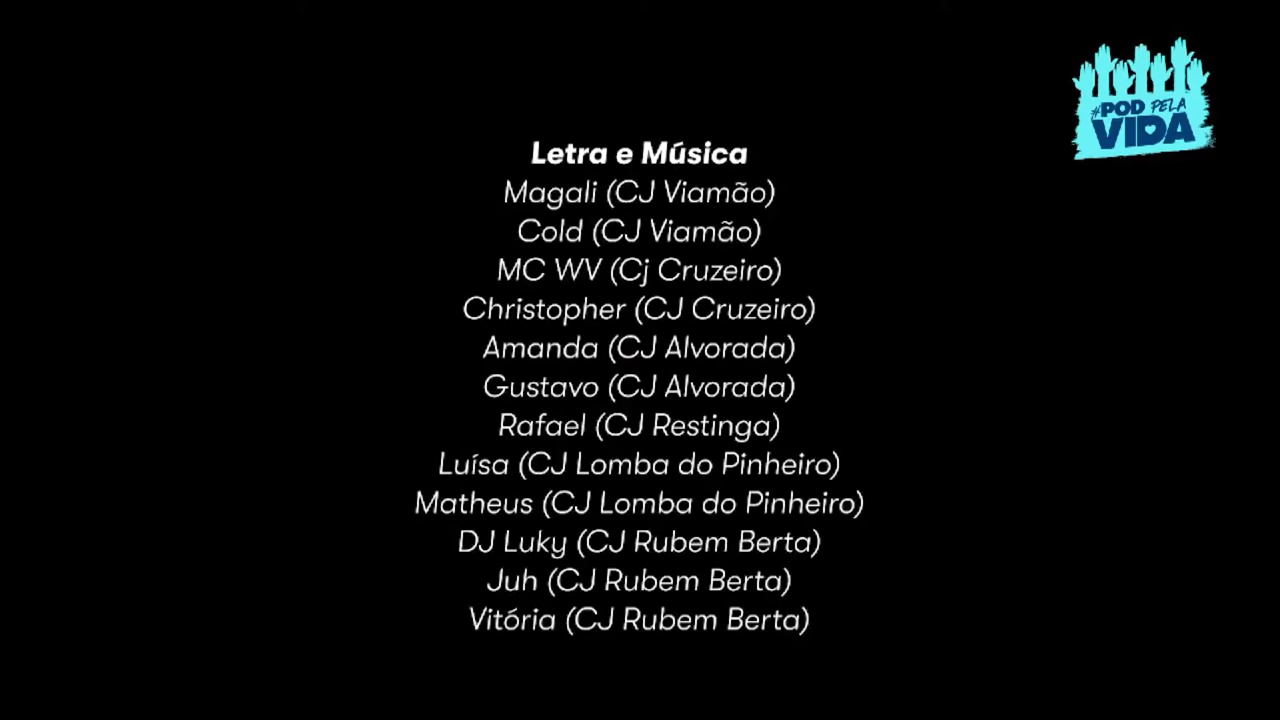 #POD PELA
VIDA
Letra e Música
Magali (CJ Viamão)
Cold (CJ Viamão)
MC WV (Cj Cruzeiro)
Christopher (CJ Cruzeiro)
Amanda (CJ Alvorada)
Gustavo (CJ Alvorada)
Rafael (CJ Restinga)
Luísa (CJ Lomba do Pinheiro)
Matheus (CJ Lomba do Pinheiro)
DJ Luky (CJ Rubem Berta)
Juh (CJ Rubem Berta)
Vitória (CJ Rubem Berta)